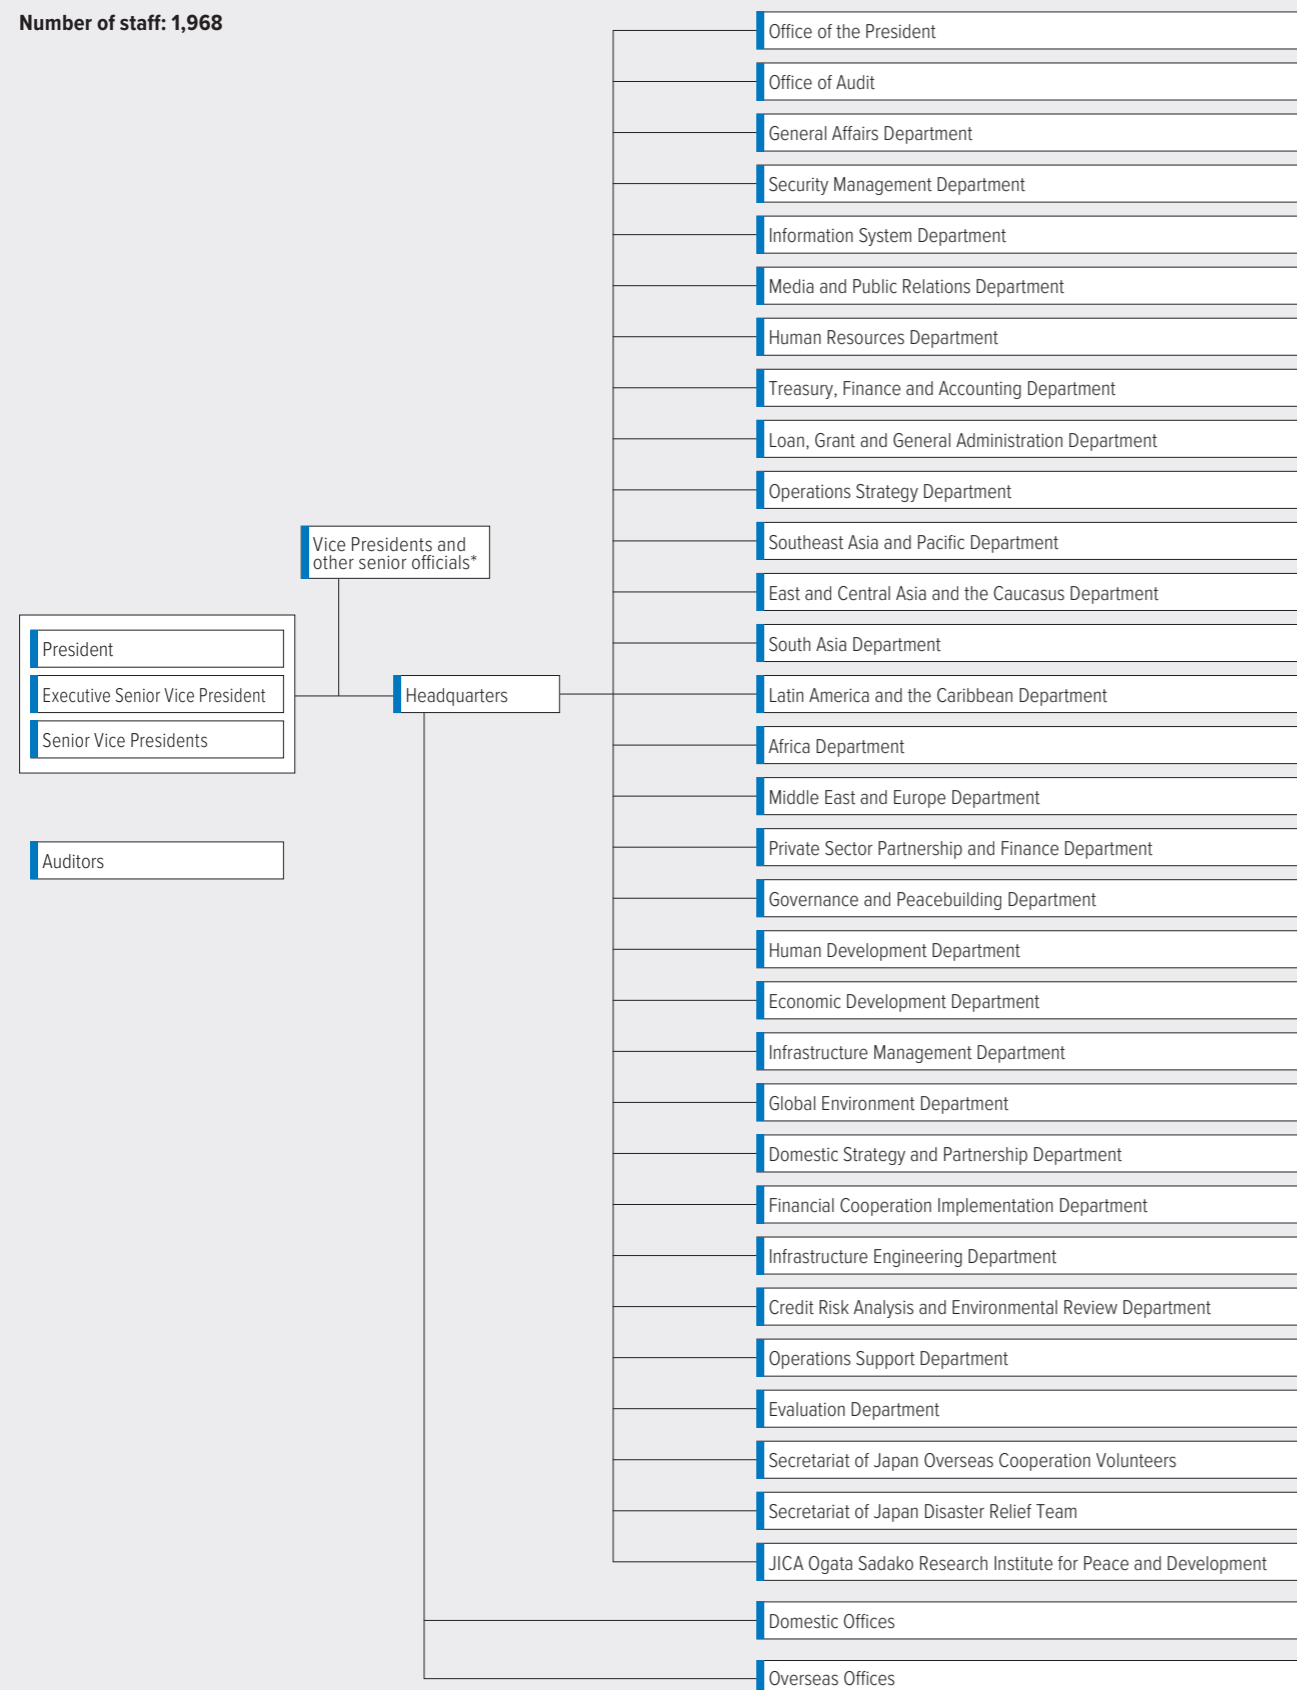 Number of staff: 1,968
Vice Presidents and
other senior officials*
President
Executive Senior Vice President
Senior Vice Presidents
Auditors
Headquarters
Office of the President
Office of Audit
General Affairs Department
Security Management Department
Information System Department
Media and Public Relations Department
Human Resources Department
Treasury, Finance and Accounting Department
Loan, Grant and General Administration Department
Operations Strategy Department
Southeast Asia and Pacific Department
East and Central Asia and the Caucasus Department
South Asia Department
Latin America and the Caribbean Department
Africa Department
Middle East and Europe Department
Private Sector Partnership and Finance Department
Governance and Peacebuilding Department
Human Development Department
Economic Development Department
Infrastructure Management Department
Global Environment Department
Domestic Strategy and Partnership Department
Financial Cooperation Implementation Department
Infrastructure Engineering Department
Credit Risk Analysis and Environmental Review Department
Operations Support Department
Evaluation Department
Secretariat of Japan Overseas Cooperation Volunteers
Secretariat of Japan Disaster Relief Team
JICA Ogata Sadako Research Institute for Peace and Development
Domestic Offices
Overseas Offices